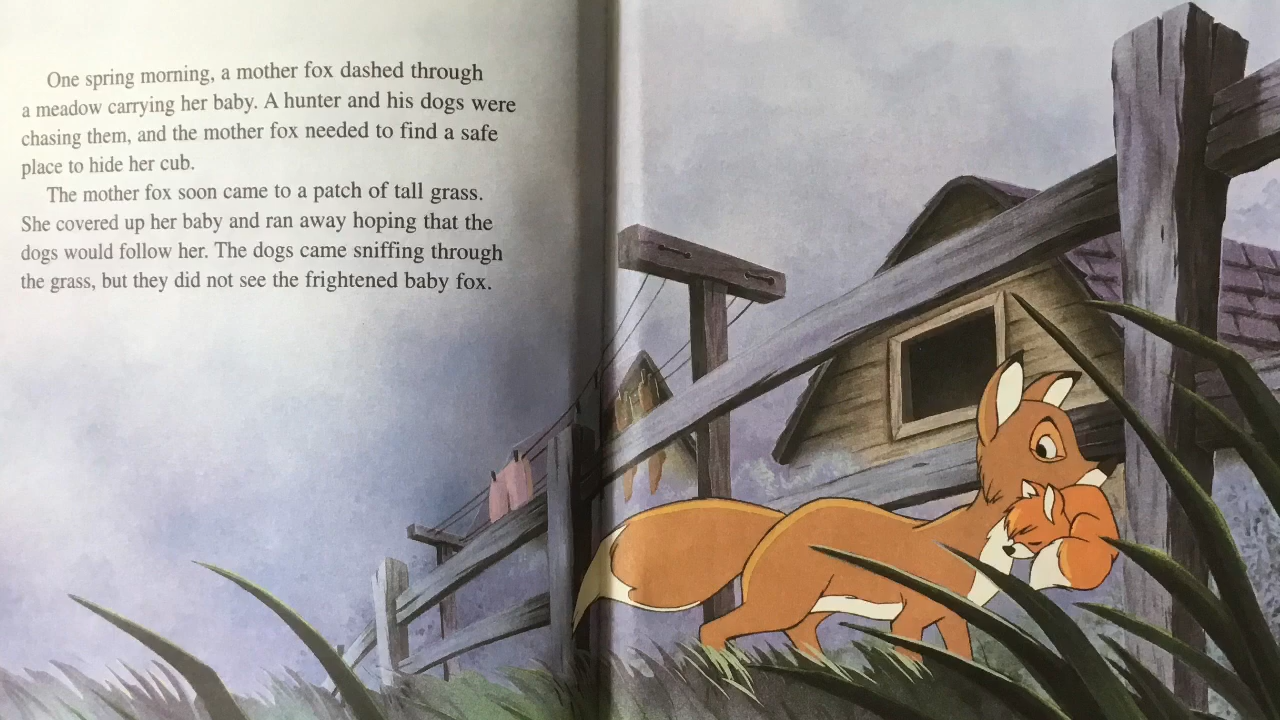 One spring morning, a mother fox dashed through
a meadow carrying her baby. A hunter and his dogs were
chasing them, and the mother fox needed to find a safe
place to hide her cub.
The mother fox soon came to a patch of tall grass.
She covered up her baby and ran away hoping that the
dogs would follow her. The dogs came sniffing through
the grass, but they did not see the frightened baby fox.